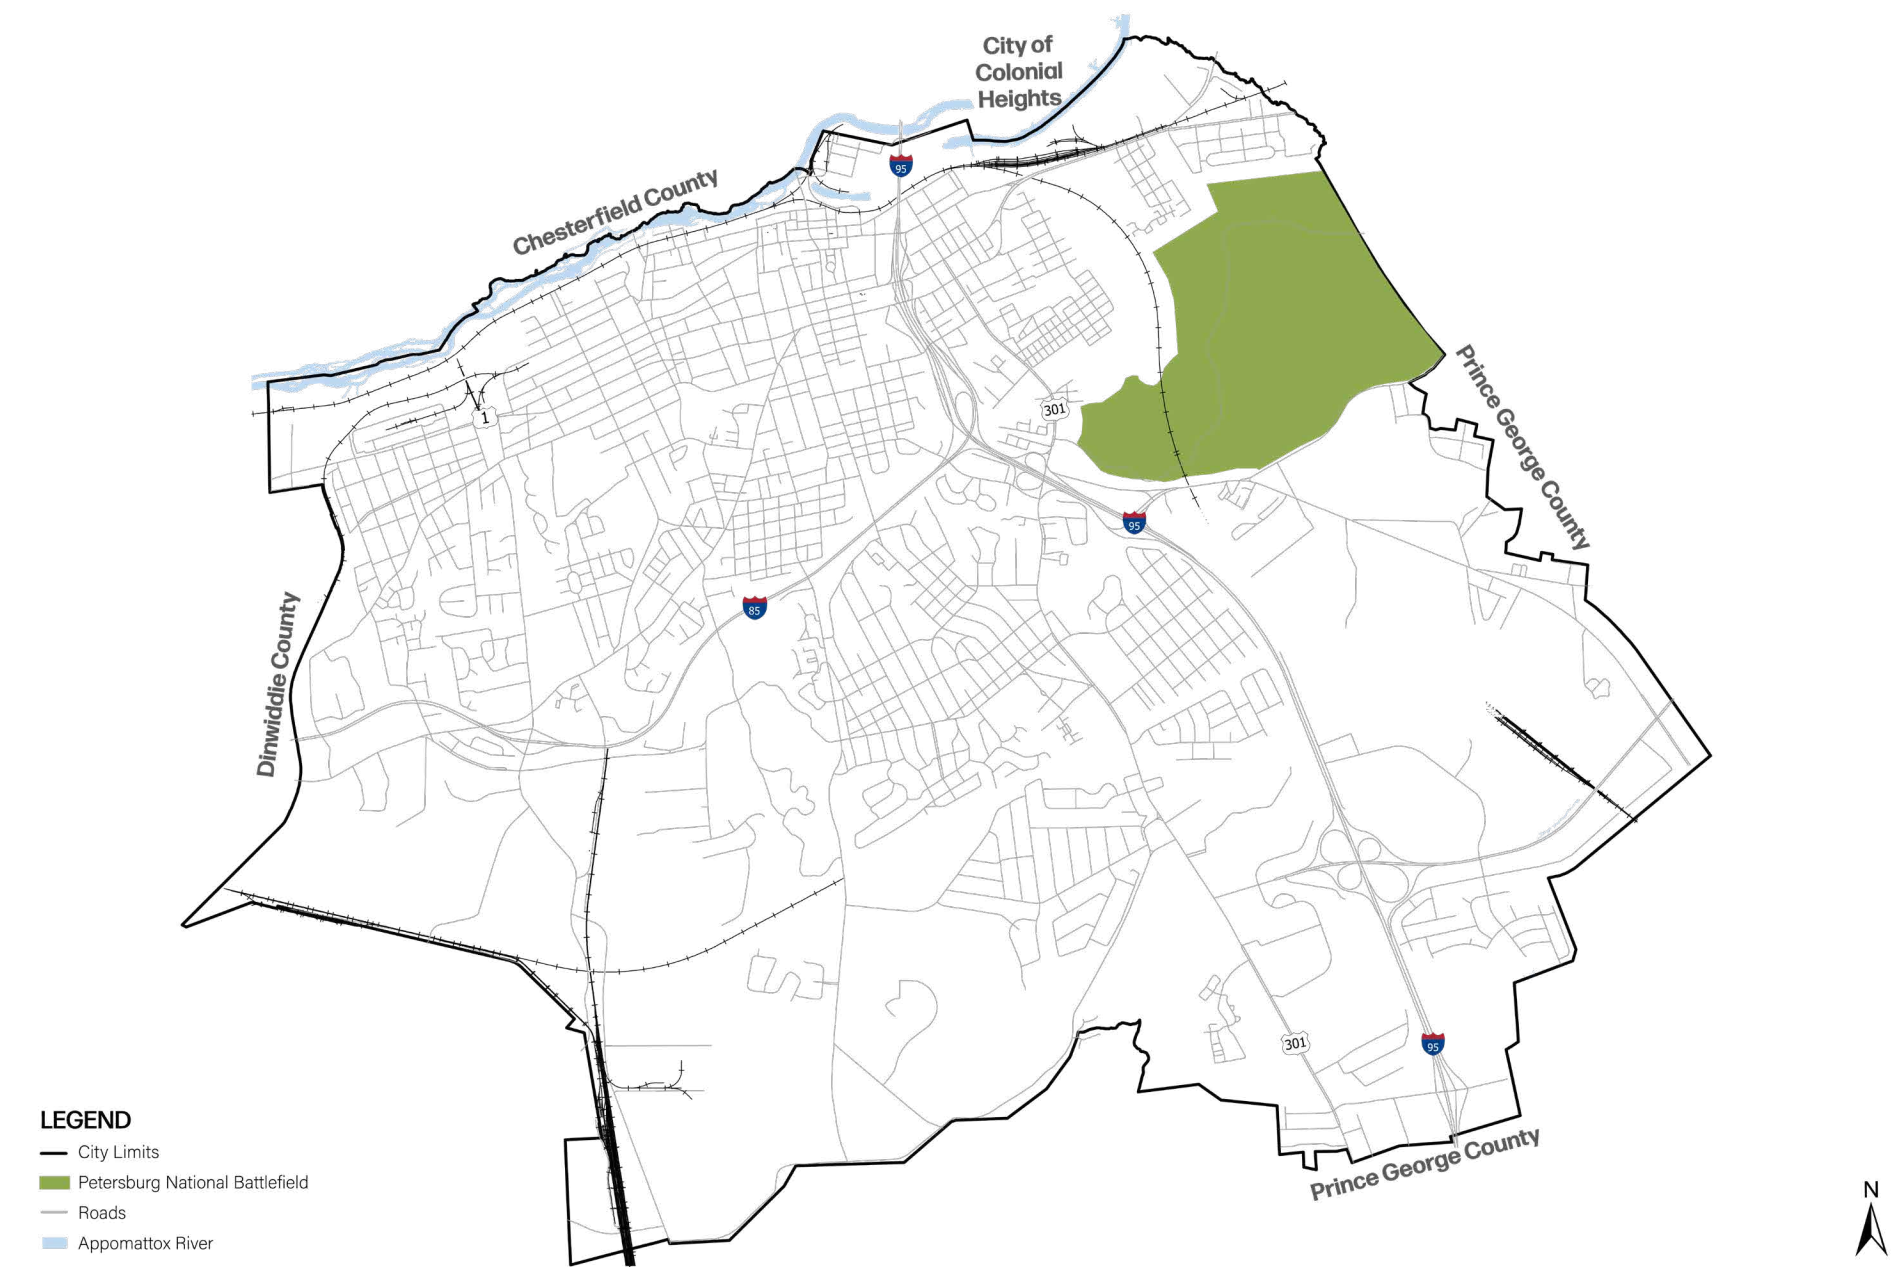 City of
Colonial
Heights
Chesterfield County
95
1
301
Prince George County
95
85
Dinwiddie County
301
95
Prince George County
LEGEND
City Limits
Petersburg National Battlefield
Roads
Appomattox River
N